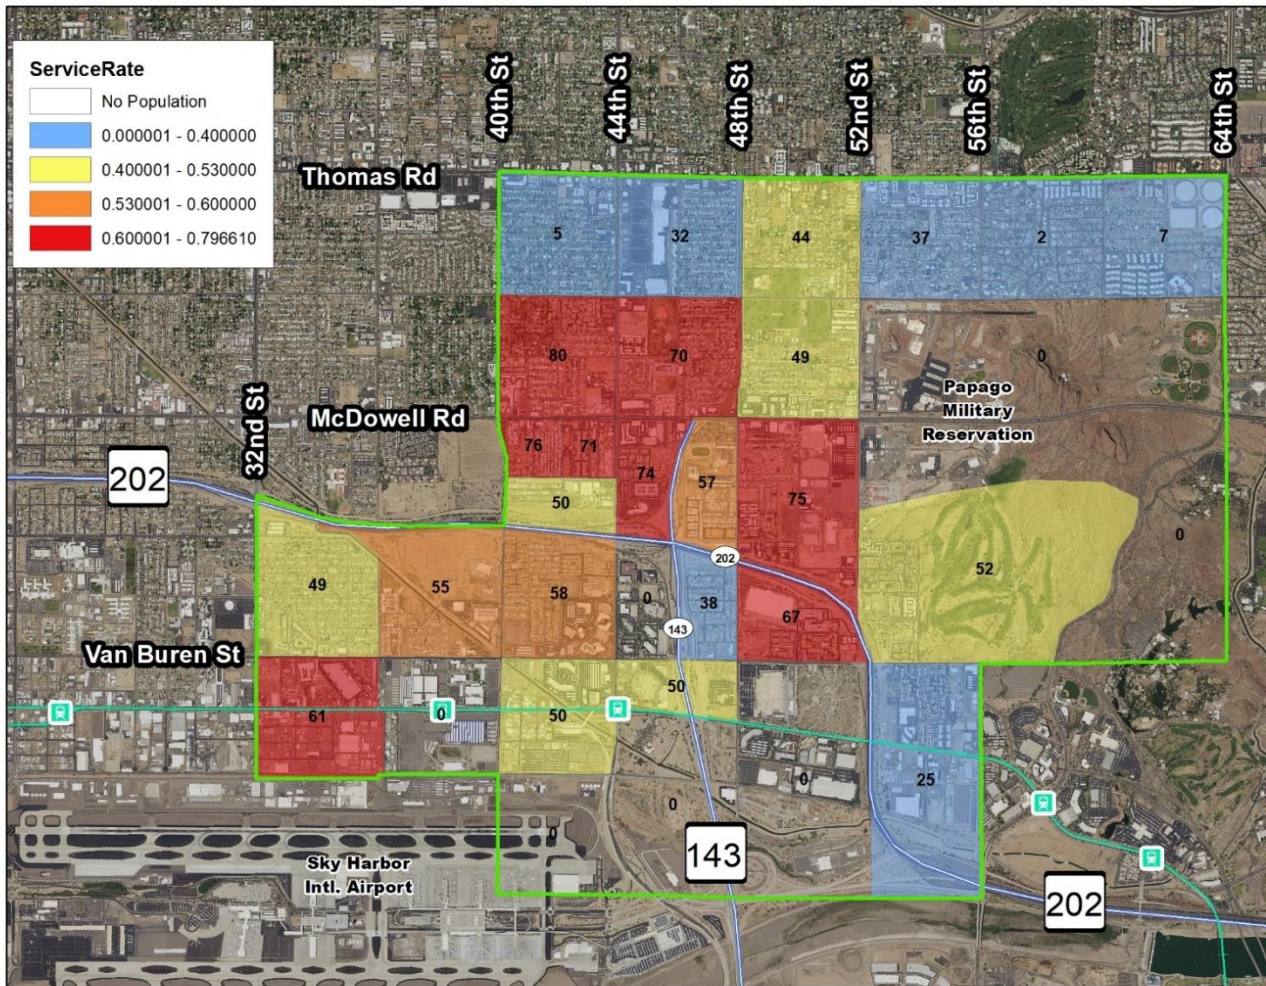 ServiceRate
No Population
0.000001 - 0.400000
0.400001 - 0.530000
0.530001 - 0.600000
0.600001 - 0.796610
40th St
44th St
48th St
52nd St
56th St
64th St
Thomas Rd
5
32
44
37
2
7
80
70
49
0
Papago
Military
Reservation
32nd St
McDowell Rd
76
71
74
57
75
202
50
0
202
49
55
58
0
38
67
52
143
Van Buren St
50
61
0
50
25
0
0
0
143
Sky Harbor
Intl. Airport
202